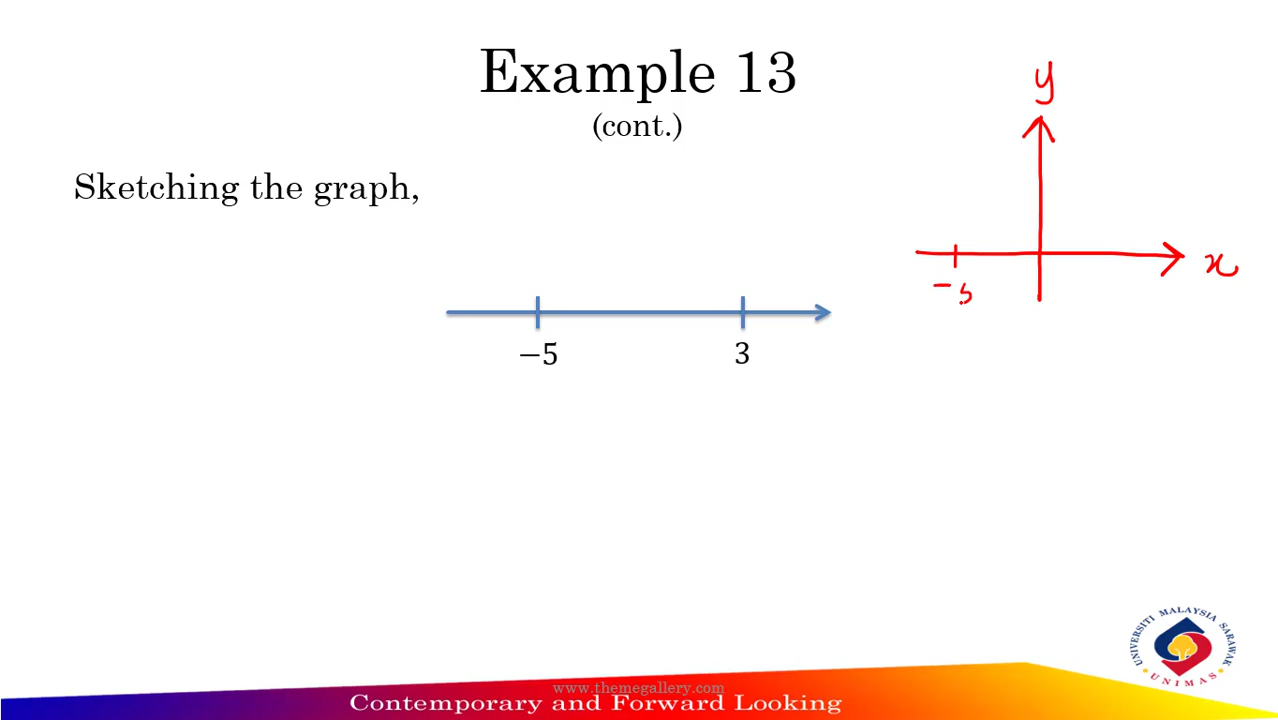 Example 13
(cont.)
Sketching the graph,
y
x
−5
−5
3
UNIVERSITI MALAYSIA SARAWAK
UNIMAS
www.themegallery.com
Contemporary and Forward Looking